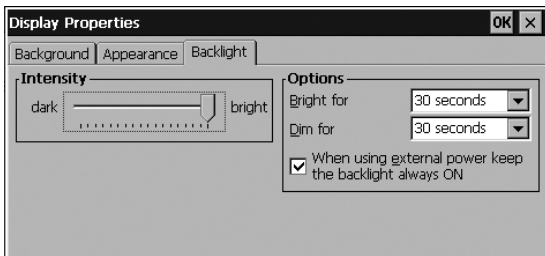 Display Properties OK ×
Background Appearance Backlight
Intensity
dark bright
Options
Bright for 30 seconds
Dim for 30 seconds
When using external power keep
the backlight always ON